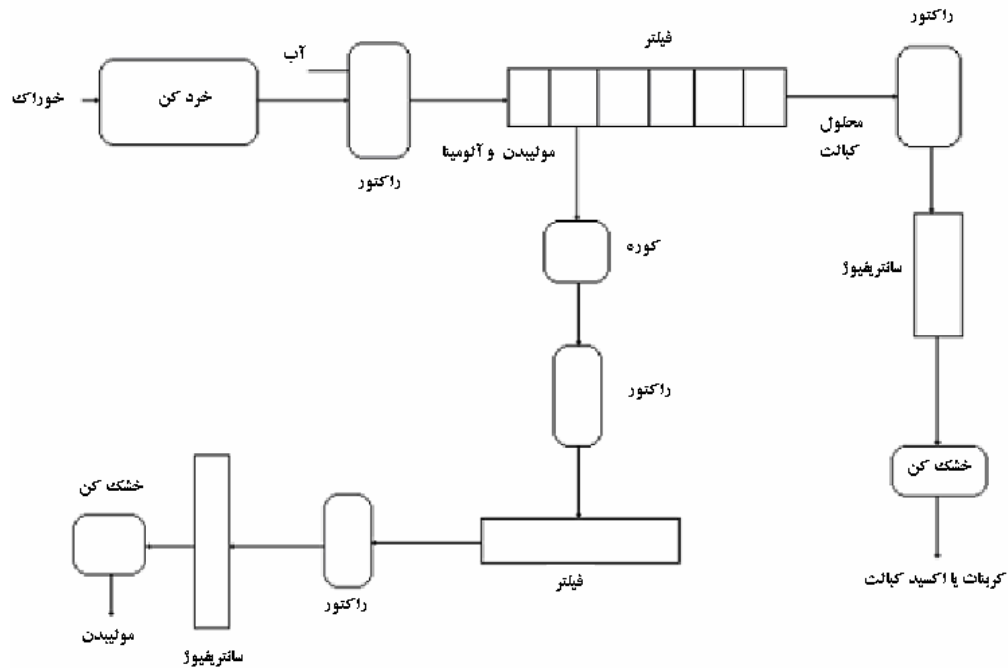 راکتور
فیلتر
آب
خرد کن
خوراک
محلول
کبالت
مولیبدن و آلومینا
راکتور
کوره
سانتریفیوژ
راکتور
خشک کن
خشک کن
کربنات یا اکسید کبالت
فیلتر
راکتور
مولیبدن
سانتریفیوژ